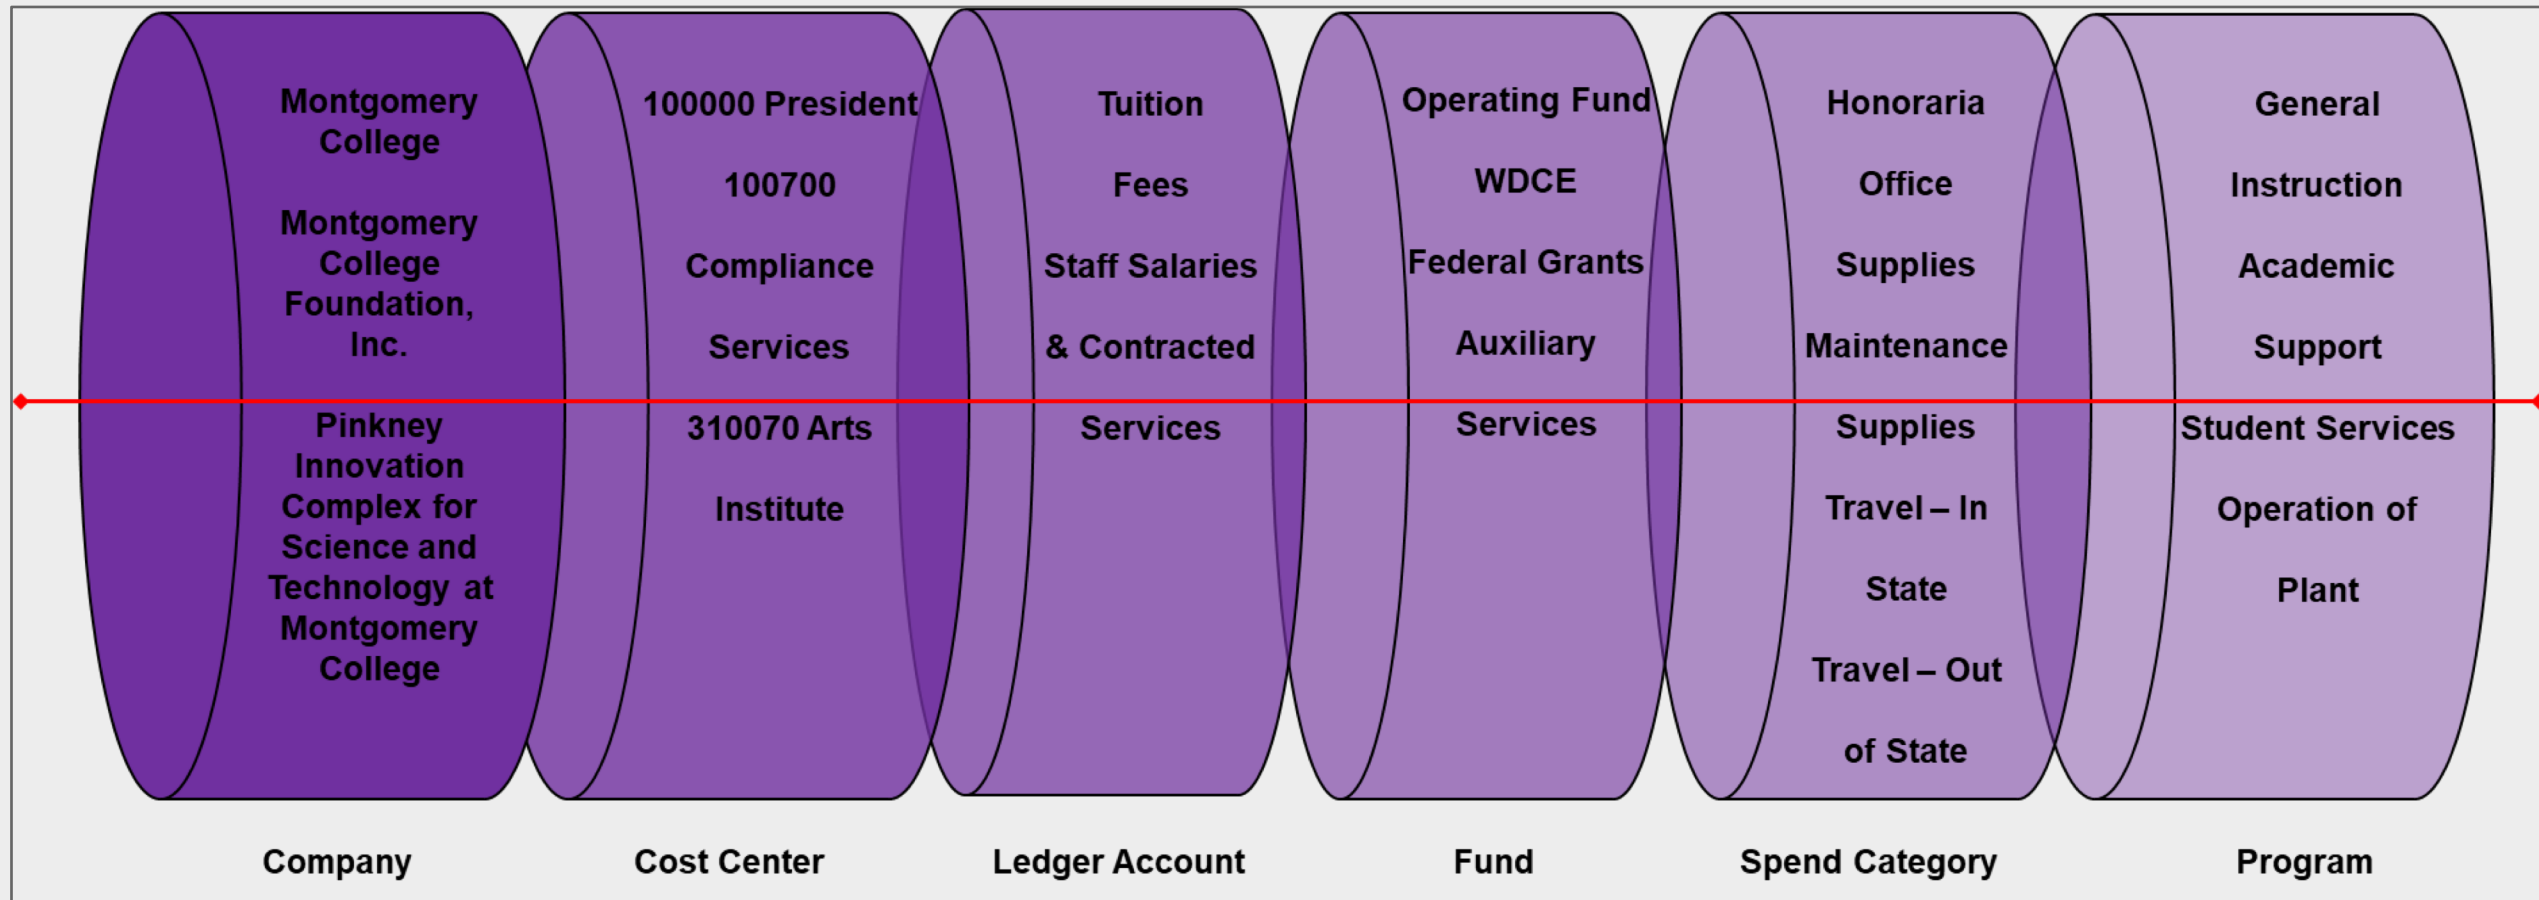 Montgomery
College
Montgomery
College
Foundation,
Inc.
Pinkney
Innovation
Complex for
Science and
Technology at
Montgomery
College
100000 President
100700
Compliance
Services
310070 Arts
Institute
Tuition
Fees
Staff Salaries
& Contracted
Services
Operating Fund
WDCE
Federal Grants
Auxiliary
Services
Honoraria
Office
Supplies
Maintenance
Supplies
Travel – In
State
Travel – Out
of State
General
Instruction
Academic
Support
Student Services
Operation of
Plant
Company
Cost Center
Ledger Account
Fund
Spend Category
Program